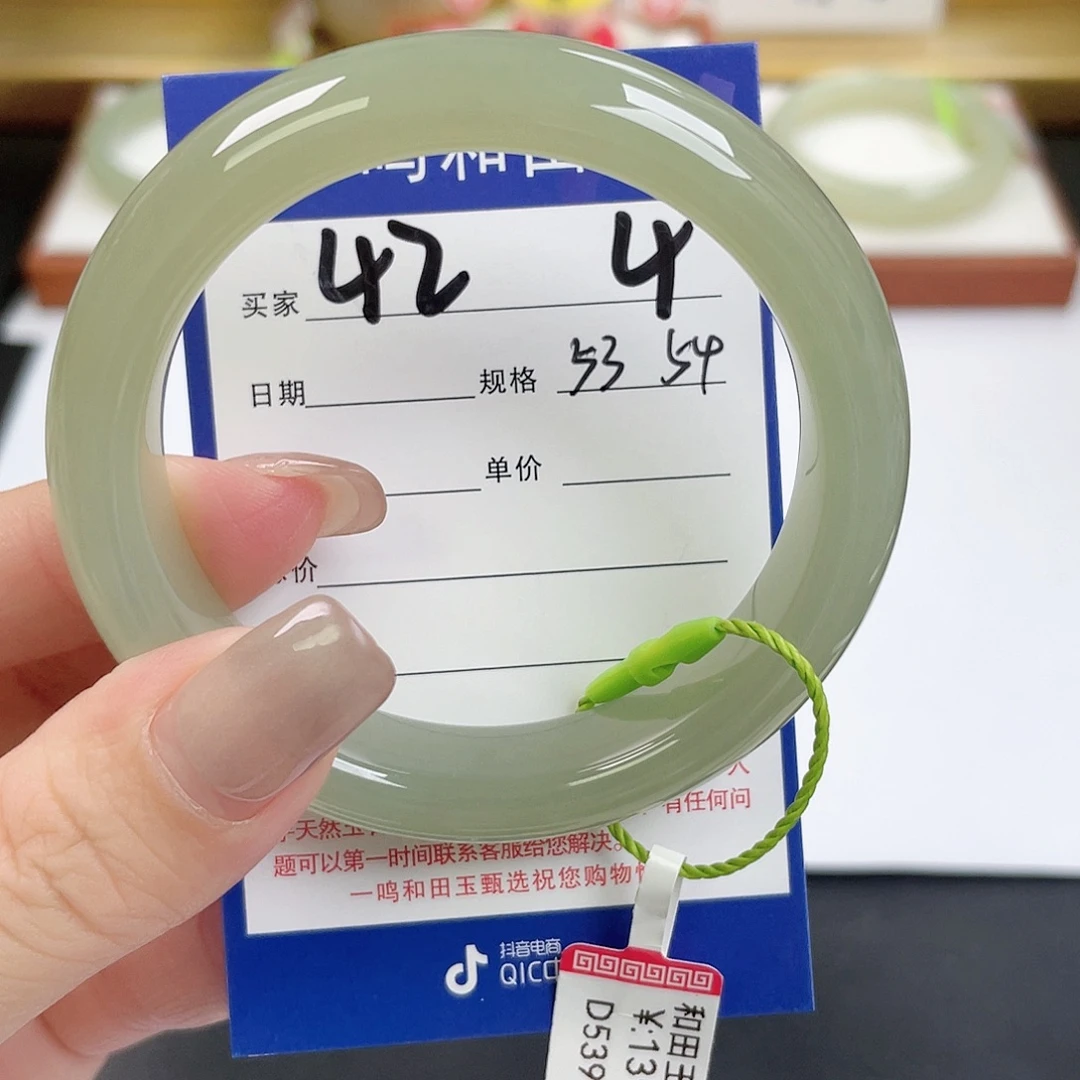 鸣和田
买家 42 4
日期 规格 53 54
单价
价
人
天然玉 有任何问
题可以第一时间联系客服给您解决。
一鸣和田玉甄选祝您购物
抖音电商
QIC
和田玉
¥:13
D539